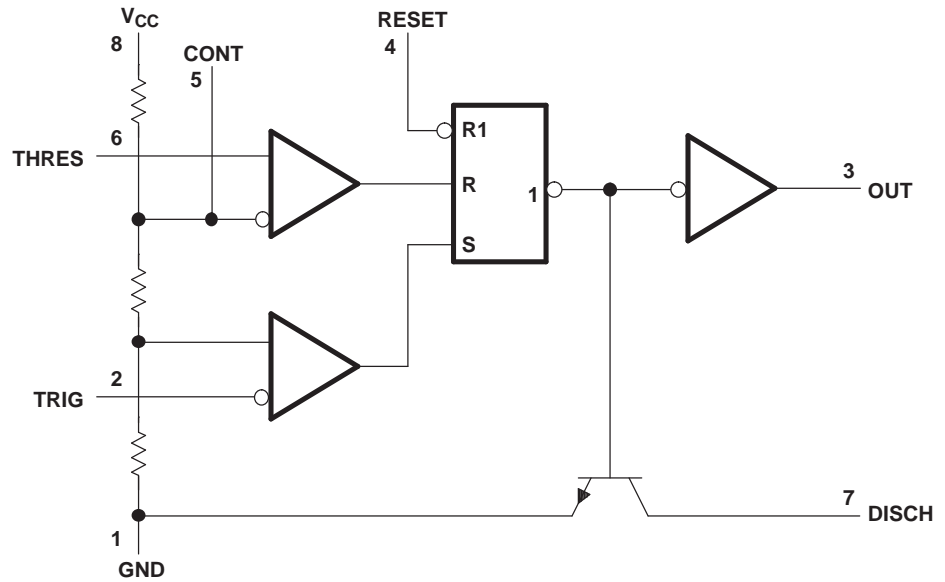 VCC
8
CONT
5
RESET
4
6
THRES
R1
R
1
S
3
OUT
2
TRIG
7
DISCH
1
GND